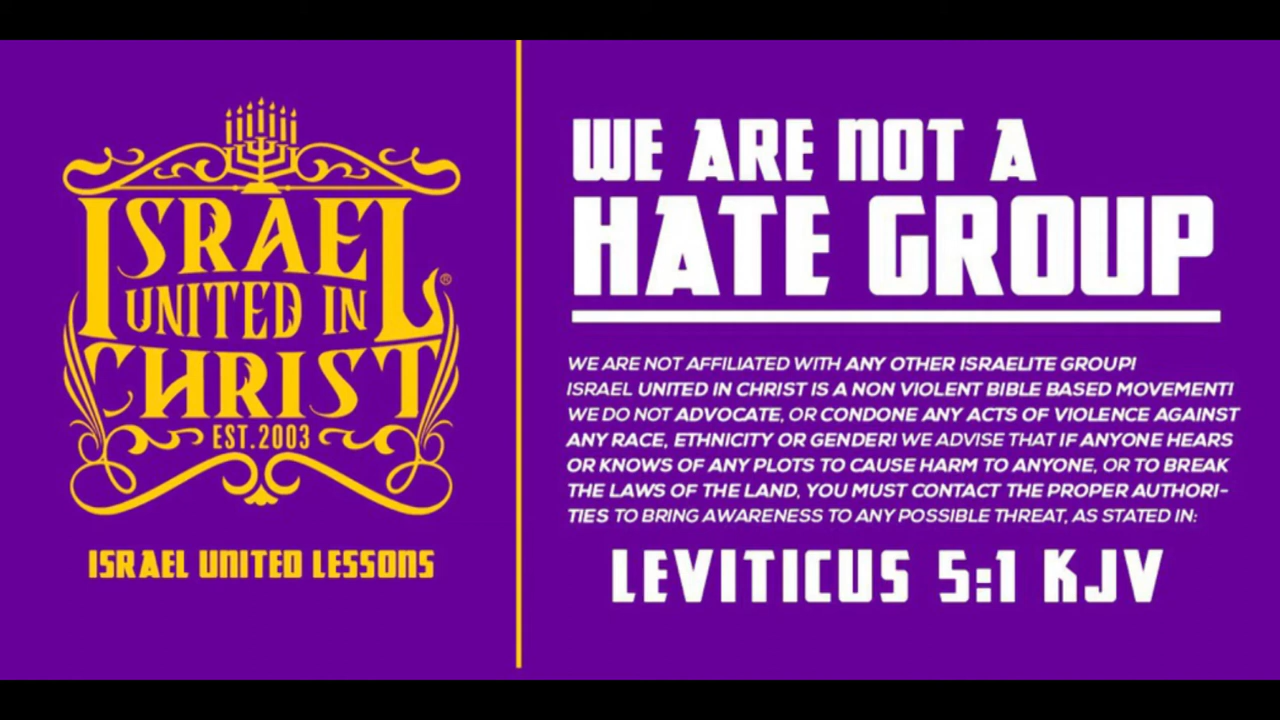 ISRAEL
UNITED IN
CHRIST
EST. 2003
®
ISRAEL UNITED LESSONS
WE ARE NOT A
HATE GROUP
WE ARE NOT AFFILIATED WITH ANY OTHER ISRAELITE GROUP!
ISRAEL UNITED IN CHRIST IS A NON VIOLENT BIBLE BASED MOVEMENT!
WE DO NOT ADVOCATE, OR CONDONE ANY ACTS OF VIOLENCE AGAINST
ANY RACE, ETHNICITY OR GENDER! WE ADVISE THAT IF ANYONE HEARS
OR KNOWS OF ANY PLOTS TO CAUSE HARM TO ANYONE, OR TO BREAK
THE LAWS OF THE LAND, YOU MUST CONTACT THE PROPER AUTHORI-
TIES TO BRING AWARENESS TO ANY POSSIBLE THREAT, AS STATED IN:
LEVITICUS 5:1 KJV